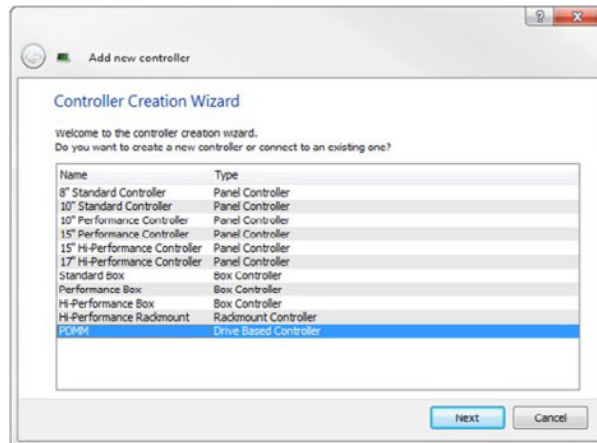 Add new controller
Controller Creation Wizard
Welcome to the controller creation wizard.
Do you want to create a new controller or connect to an existing one?
Name Type
8" Standard Controller Panel Controller
10" Standard Controller Panel Controller
10" Performance Controller Panel Controller
15" Performance Controller Panel Controller
15" Hi-Performance Controller Panel Controller
17" Hi-Performance Controller Panel Controller
Standard Box Box Controller
Performance Box Box Controller
Hi-Performance Box Box Controller
Hi-Performance Rackmount Rackmount Controller
PDMM Drive Based Controller
Next Cancel